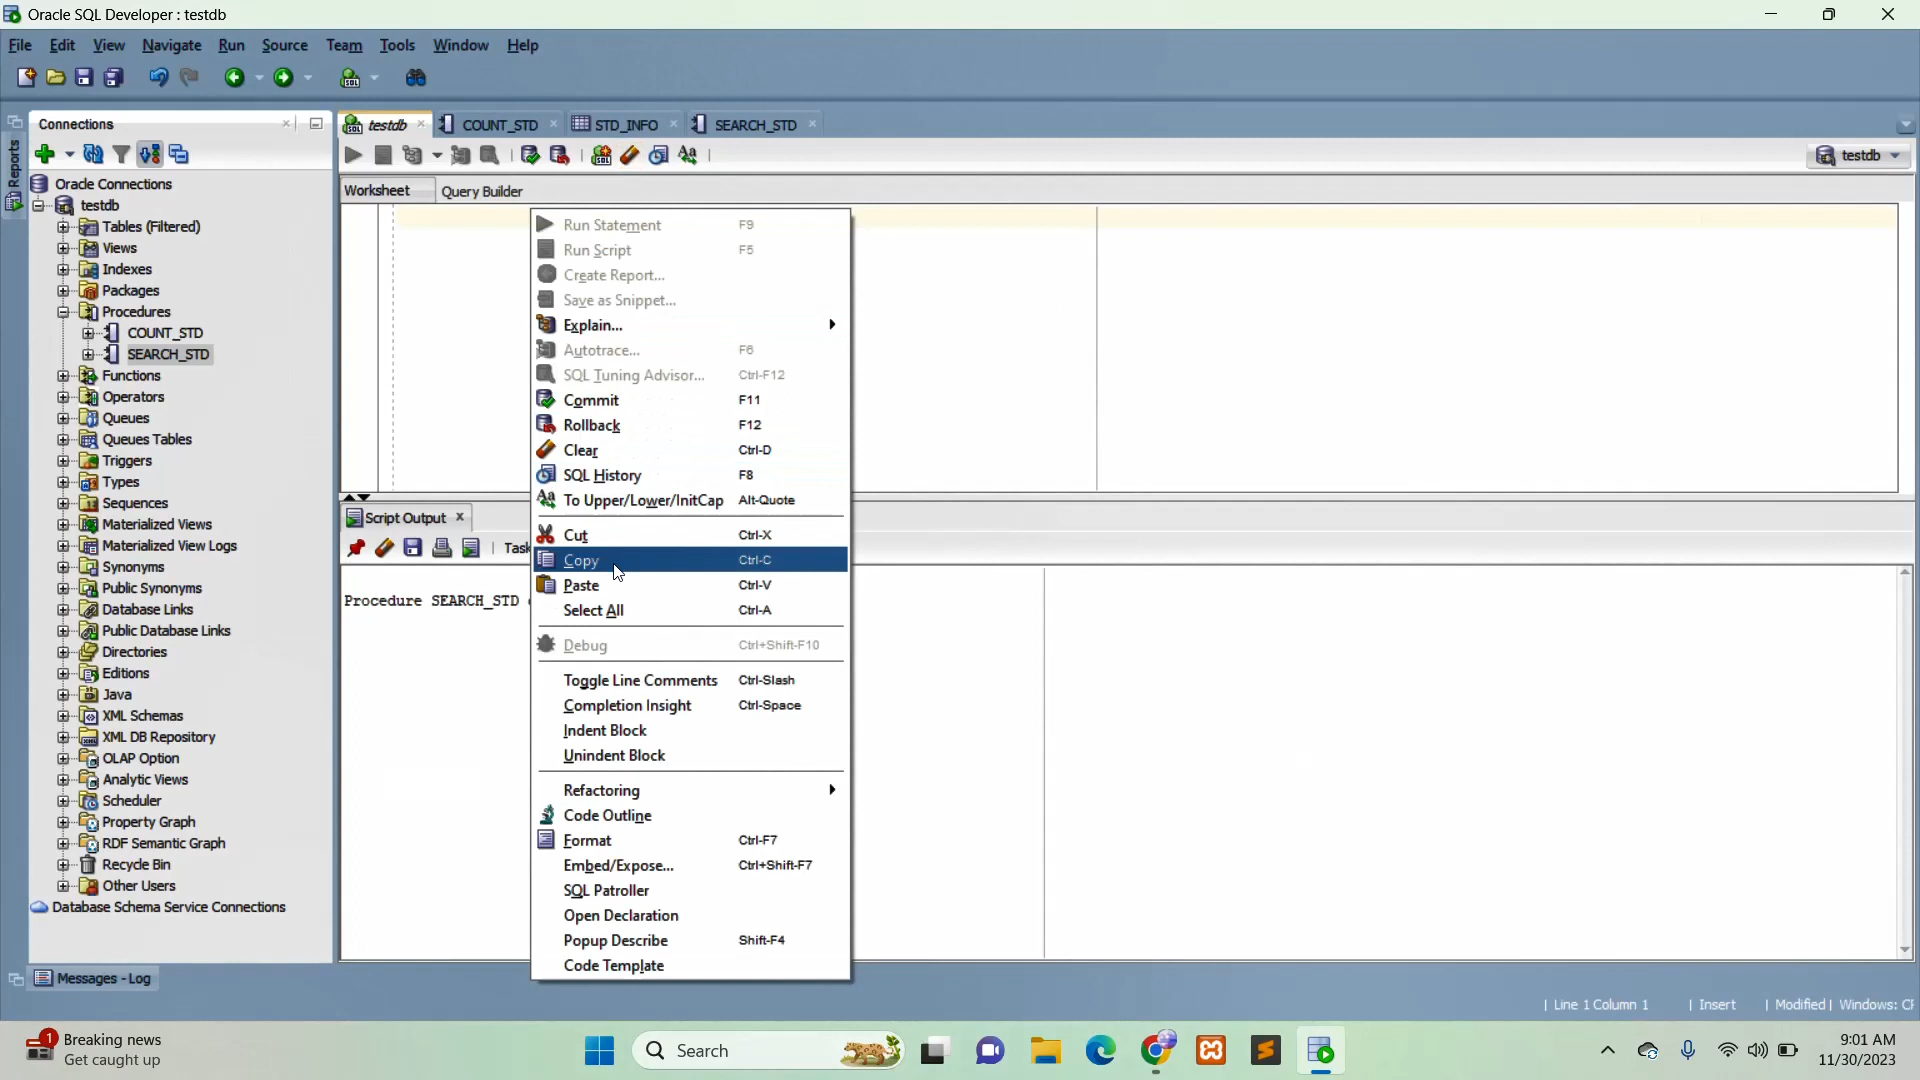 Oracle SQL Developer : testdb
File Edit View Navigate Run Source Team Tools Window Help
Connections
testdb COUNT_STD STD_INFO SEARCH_STD
Reports
testdb
Worksheet Query Builder
Oracle Connections
testdb
Tables (Filtered)
Views
Indexes
Packages
Procedures
COUNT_STD
SEARCH_STD
Functions
Operators
Queues
Queues Tables
Triggers
Types
Sequences
Materialized Views
Materialized View Logs
Synonyms
Public Synonyms
Database Links
Public Database Links
Directories
Editions
Java
XML Schemas
XML DB Repository
OLAP Option
Analytic Views
Scheduler
Property Graph
RDF Semantic Graph
Recycle Bin
Other Users
Database Schema Service Connections
Run Statement F9
Run Script F5
Create Report...
Save as Snippet...
Explain...
Autotrace... F6
SQL Tuning Advisor... Ctrl-F12
Commit F11
Rollback F12
Clear Ctrl-D
SQL History F8
To Upper/Lower/InitCap Alt-Quote
Cut Ctrl-X
Copy Ctrl-C
Paste Ctrl-V
Select All Ctrl-A
Debug Ctrl+Shift-F10
Toggle Line Comments Ctrl-Slash
Completion Insight Ctrl-Space
Indent Block
Unindent Block
Refactoring
Code Outline
Format Ctrl-F7
Embed/Expose... Ctrl+Shift-F7
SQL Patroller
Open Declaration
Popup Describe Shift-F4
Code Template
Script Output
Task
Procedure SEARCH_STD
Messages - Log
Line 1 Column 1 | Insert | Modified | Windows: CF
1
Breaking news
Get caught up
Search
9:01 AM
11/30/2023